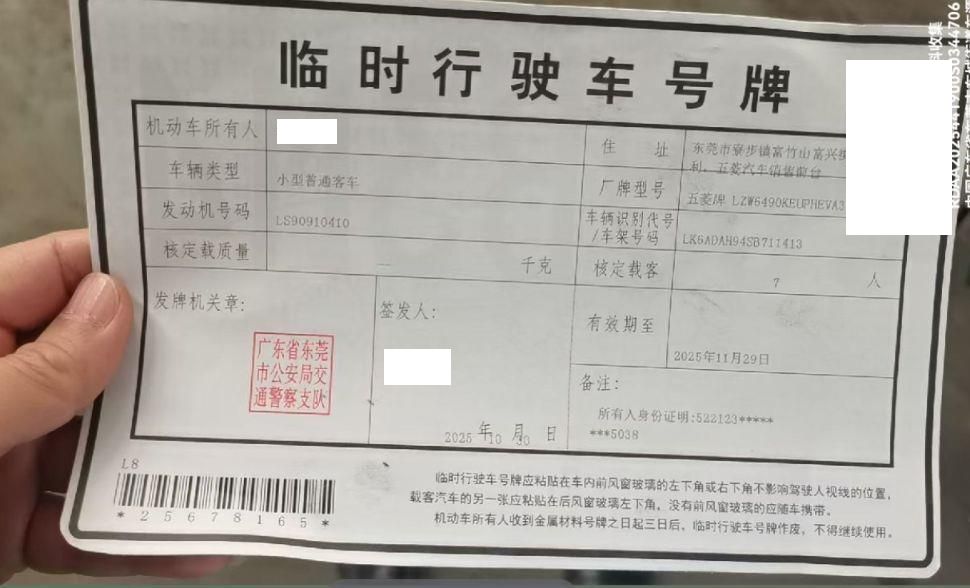 临时行驶车号牌
机动车所有人
住 址
东莞市寮步镇富竹山富兴
利,五菱汽车销售前台
车辆类型
小型普通客车
厂牌型号
五菱牌 LZW6490KEUPHEVA3
发动机号码
LS90910410
车辆识别代号
/车架号码
LK6ADAH94SB711413
核定载质量
— 千克
核定载客
7 人
发牌机关章:
广东省东莞
市公安局交
通警察支队
签发人:
2025 年10 月30 日
有效期至
2025年11月29日
备注:
所有人身份证明:522123*****
***5038
L8
*25678165*
临时行驶车号牌应粘贴在车内前风窗玻璃的左下角或右下角不影响驾驶人视线的位置,
载客汽车的另一张应粘贴在后风窗玻璃左下角,没有前风窗玻璃的应随车携带。
机动车所有人收到金属材料号牌之日起三日后,临时行驶车号牌作废,不得继续使用。
料收集